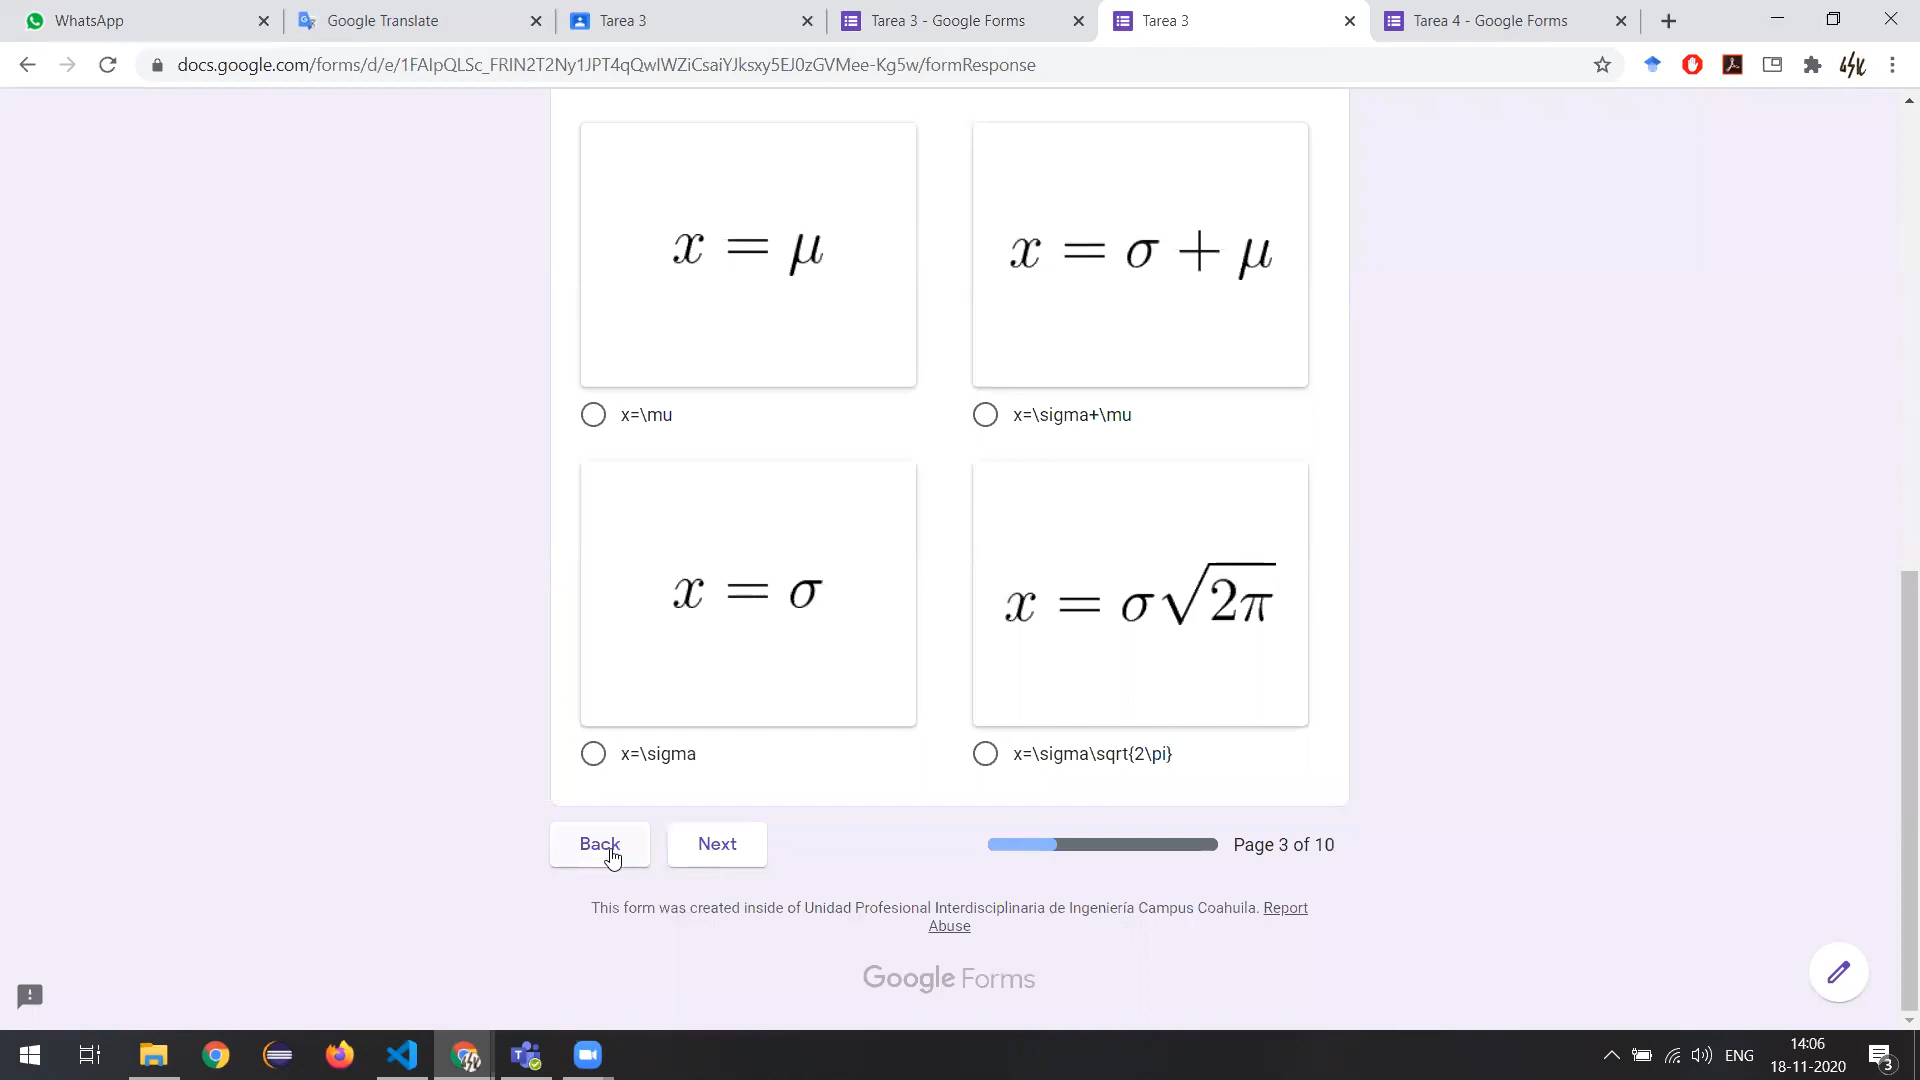 WhatsApp
Google Translate
Tarea 3
Tarea 3 - Google Forms
Tarea 3
Tarea 4 - Google Forms
docs.google.com/forms/d/e/1FAIpQLSc_FRIN2T2Ny1JPT4qQwlWZiCsaiYJksxy5EJ0zGVMee-Kg5w/formResponse
x = μ
x = σ + μ
x=\mu
x=\sigma+\mu
x = σ
x = σ√2π
x=\sigma
x=\sigma\sqrt{2\pi}
Back
Next
Page 3 of 10
This form was created inside of Unidad Profesional Interdisciplinaria de Ingeniería Campus Coahuila. Report
Abuse
Google Forms
ENG
14:06
18-11-2020
3